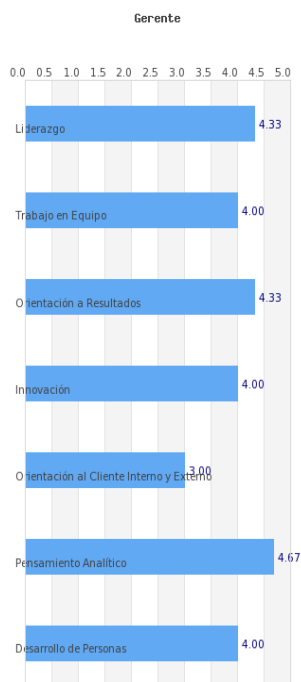 Gerente
0.0 0.5 1.0 1.5 2.0 2.5 3.0 3.5 4.0 4.5 5.0
Liderazgo 4.33
Trabajo en Equipo 4.00
Orientación a Resultados 4.33
Innovación 4.00
Orientación al Cliente Interno y Externo 3.00
Pensamiento Analítico 4.67
Desarrollo de Personas 4.00